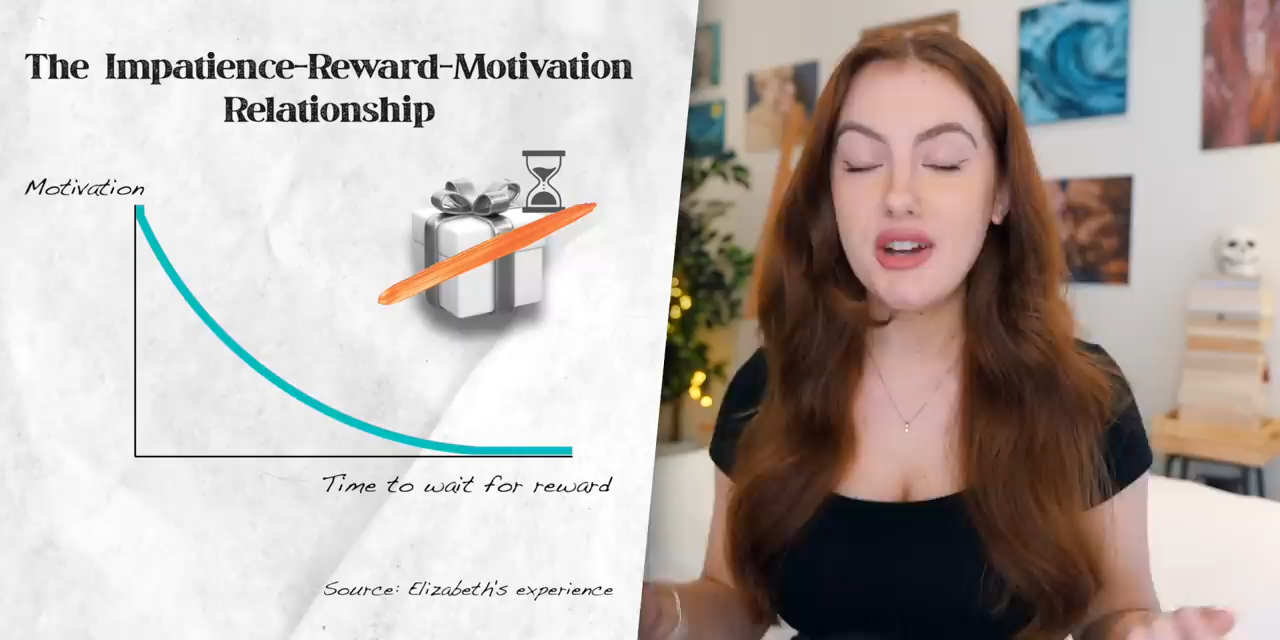 The Impatience-Reward-Motivation
Relationship
Motivation
Time to wait for reward
Source: Elizabeth's experience